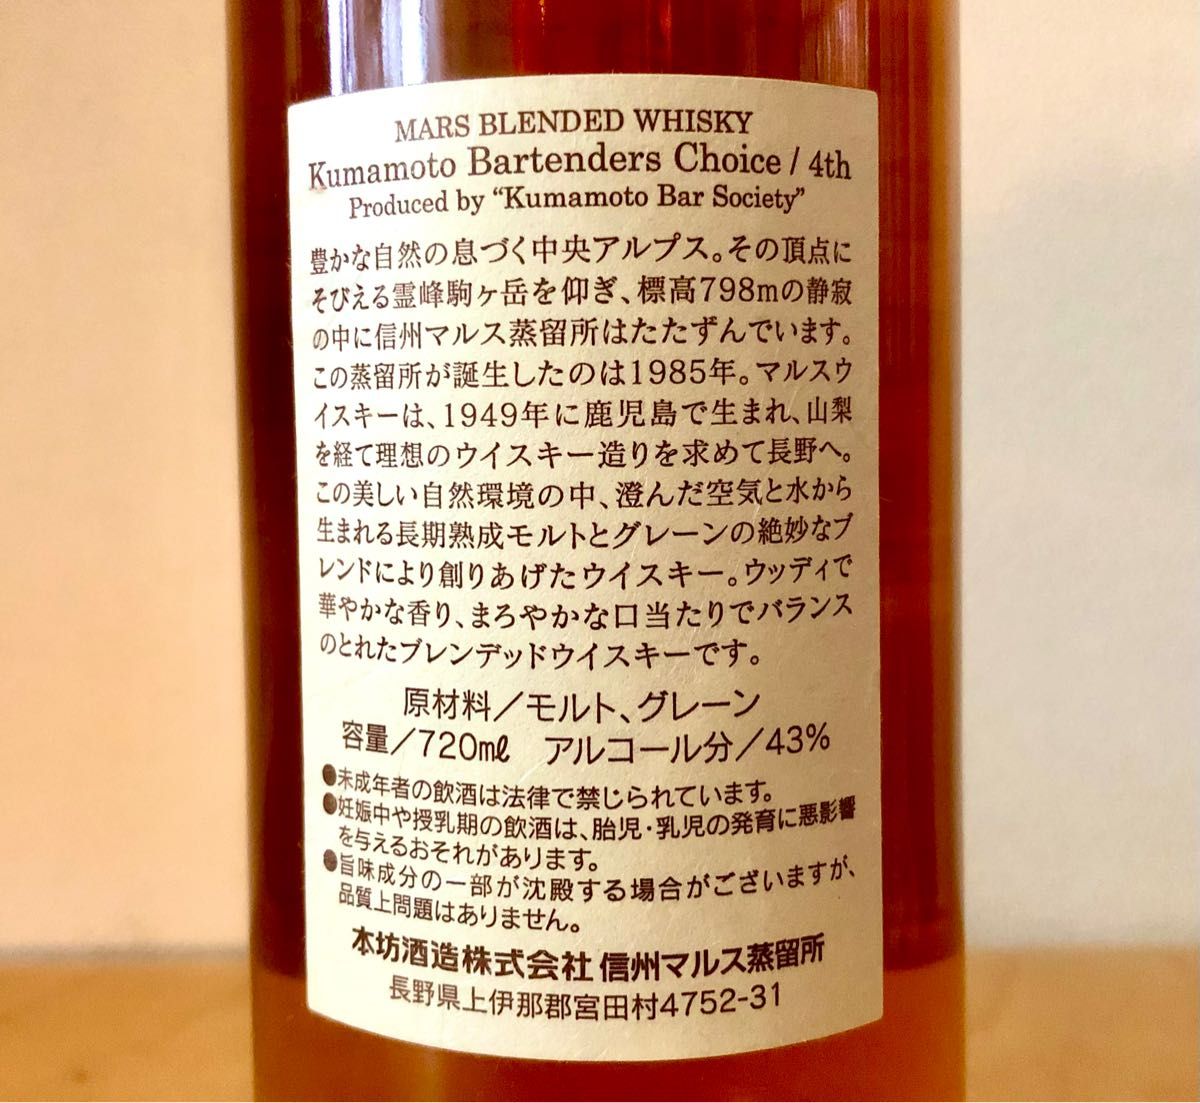 MARS BLENDED WHISKY
Kumamoto Bartenders Choice / 4th
Produced by “Kumamoto Bar Society”
豊かな自然の息づく中央アルプス。その頂点に
そびえる霊峰駒ヶ岳を仰ぎ、標高798mの静寂
の中に信州マルス蒸留所はたたずんでいます。
この蒸留所が誕生したのは1985年。マルスウ
イスキーは、1949年に鹿児島で生まれ、山梨
を経て理想のウイスキー造りを求めて長野へ。
この美しい自然環境の中、澄んだ空気と水から
生まれる長期熟成モルトとグレーンの絶妙なブ
レンドにより創りあげたウイスキー。ウッディで
華やかな香り、まろやかな口当たりでバランス
のとれたブレンデッドウイスキーです。
原材料／モルト、グレーン
容量／720㎖　アルコール分／43%
●未成年者の飲酒は法律で禁じられています。
●妊娠中や授乳期の飲酒は、胎児・乳児の発育に悪影響
を与えるおそれがあります。
●旨味成分の一部が沈殿する場合がございますが、
品質上問題はありません。
本坊酒造株式会社 信州マルス蒸留所
長野県上伊那郡宮田村4752-31